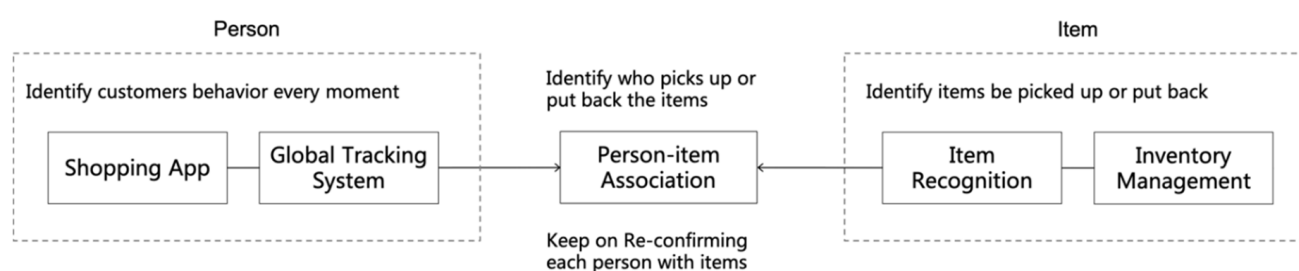 Person
Item
Identify customers behavior every moment
Identify who picks up or
put back the items
Identify items be picked up or put back
Shopping App
Global Tracking
System
Person-item
Association
Item
Recognition
Inventory
Management
Keep on Re-confirming
each person with items